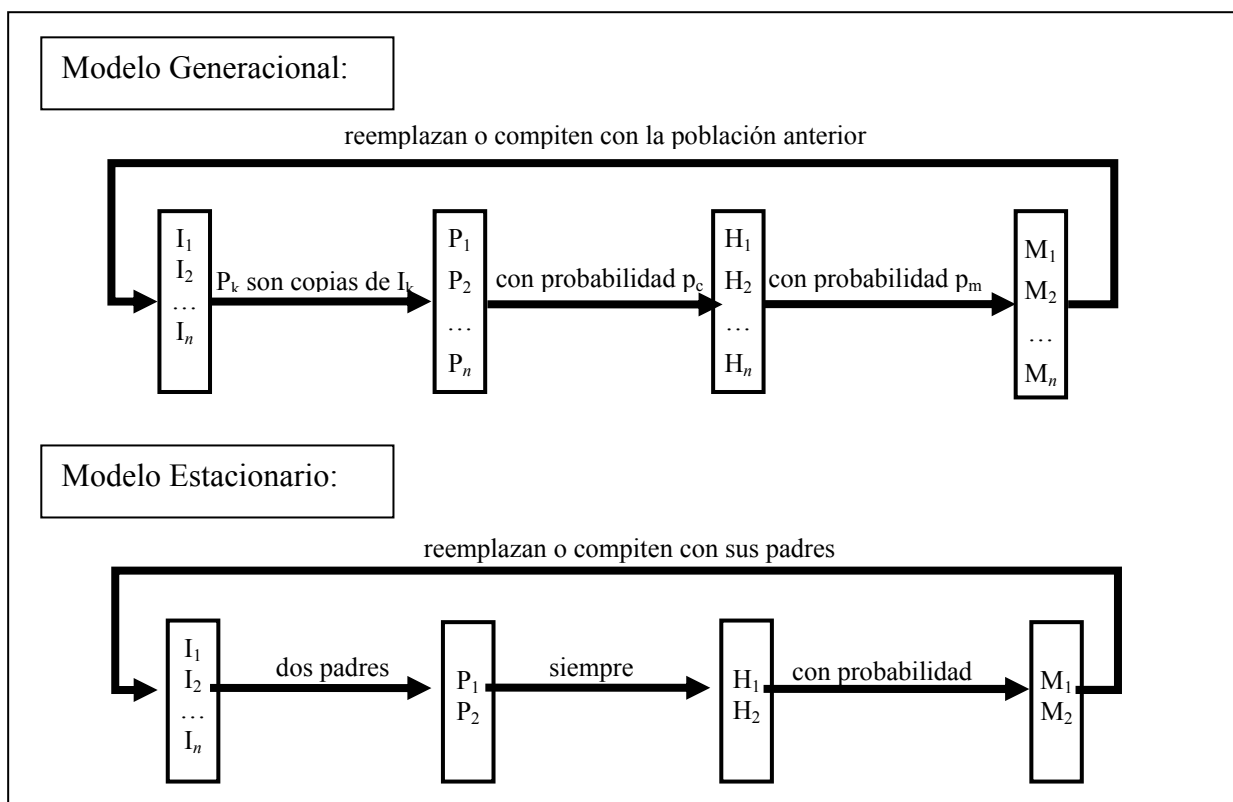 Modelo Generacional:
reemplazan o compiten con la población anterior
I₁
I₂
…
Iₙ
Pₖ son copias de Iₖ
P₁
P₂
…
Pₙ
con probabilidad p꜀
H₁
H₂
…
Hₙ
con probabilidad pₘ
M₁
M₂
…
Mₙ
Modelo Estacionario:
reemplazan o compiten con sus padres
I₁
I₂
…
Iₙ
dos padres
P₁
P₂
siempre
H₁
H₂
con probabilidad
M₁
M₂